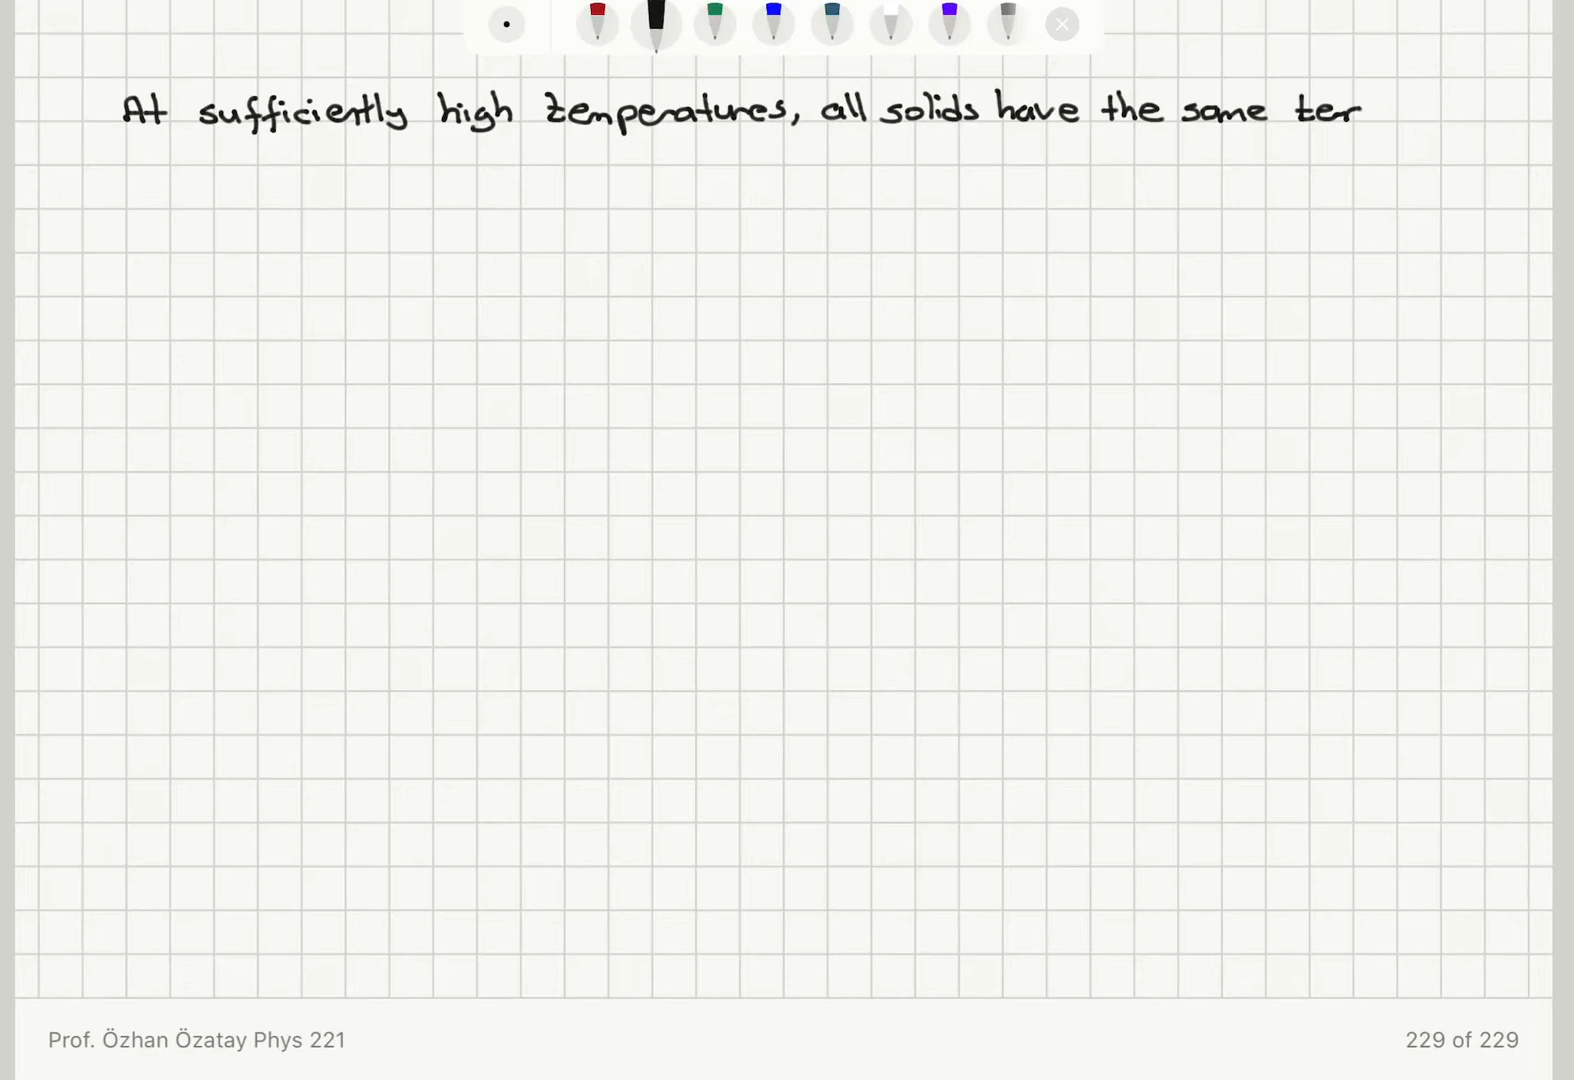 At sufficiently high temperatures, all solids have the same ter
Prof. Özhan Özatay Phys 221
229 of 229